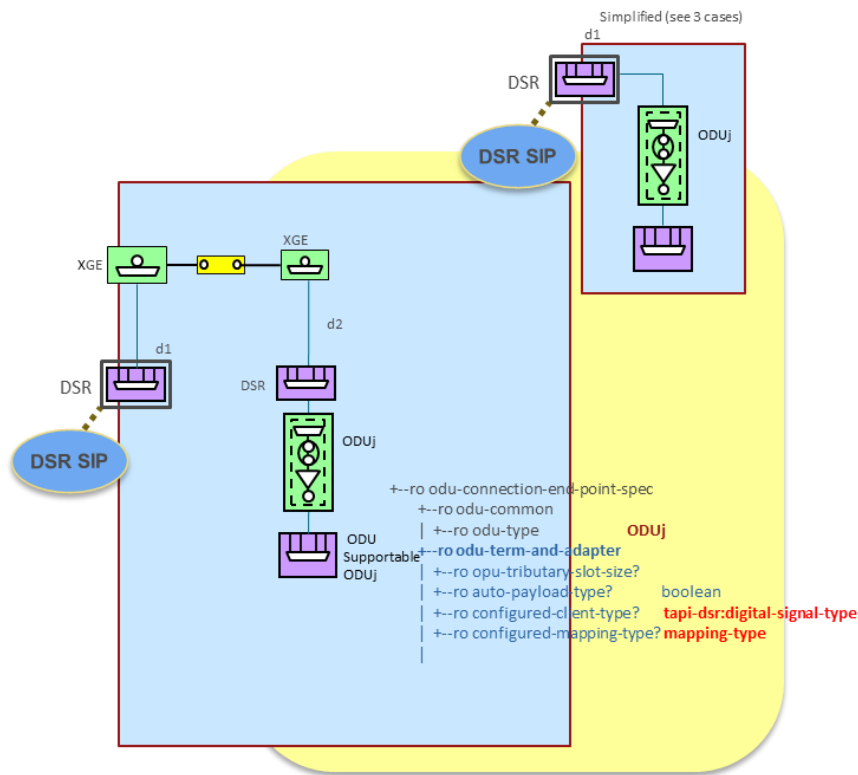 Simplified (see 3 cases)
d1
DSR
ODUj
DSR SIP
XGE
XGE
d2
d1
DSR
DSR
ODUj
DSR SIP
+--ro odu-connection-end-point-spec
+--ro odu-common
| +--ro odu-type ODUj
ODU
Supportable
ODUj
+--ro odu-term-and-adapter
| +--ro opu-tributary-slot-size?
| +--ro auto-payload-type? boolean
| +--ro configured-client-type? tapi-dsr:digital-signal-type
| +--ro configured-mapping-type? mapping-type
|